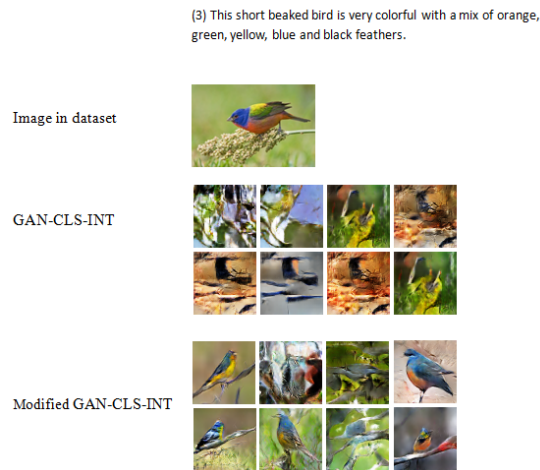 (3) This short beaked bird is very colorful with a mix of orange,
green, yellow, blue and black feathers.
Image in dataset
GAN-CLS-INT
Modified GAN-CLS-INT